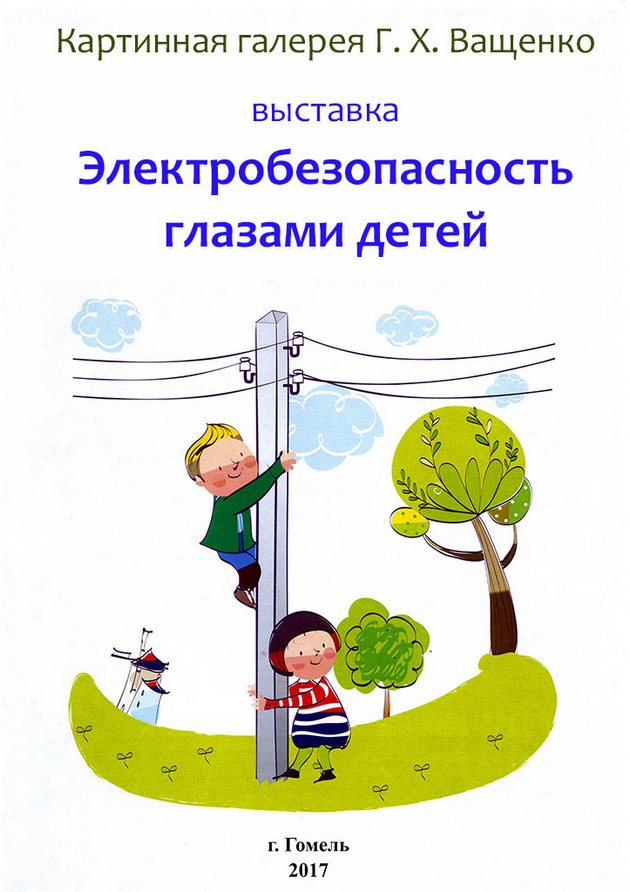 Картинная галерея Г. Х. Ващенко
выставка
Электробезопасность
глазами детей
г. Гомель
2017